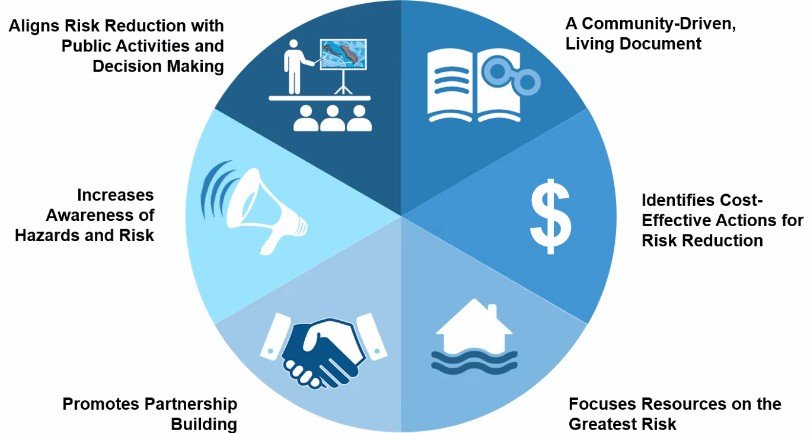 Aligns Risk Reduction with
Public Activities and
Decision Making
A Community-Driven,
Living Document
Increases
Awareness of
Hazards and Risk
$
Identifies Cost-
Effective Actions for
Risk Reduction
Promotes Partnership
Building
Focuses Resources on the
Greatest Risk